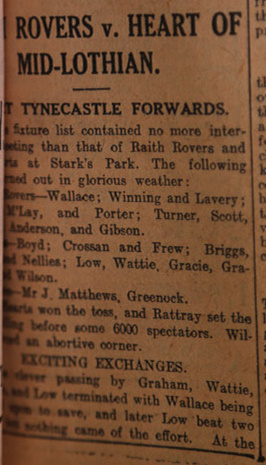 ROVERS v. HEART OF
MID-LOTHIAN.
T TYNECASTLE FORWARDS.
fixture list contained no more inter-
esting than that of Raith Rovers and
at Stark's Park. The following
out in glorious weather:
Rovers—Wallace; Winning and Lavery;
M'Lay, and Porter; Turner, Scott,
Anderson, and Gibson.
—Boyd; Crossan and Frew; Briggs,
Nellies; Low, Wattie, Gracie, Gra-
Wilson.
—Mr J. Matthews, Greenock.
won the toss, and Rattray set the
before some 6000 spectators. Wil-
an abortive corner.
EXCITING EXCHANGES.
clever passing by Graham, Wattie,
and Low terminated with Wallace being
to save, and later Low beat two
nothing came of the effort. At the